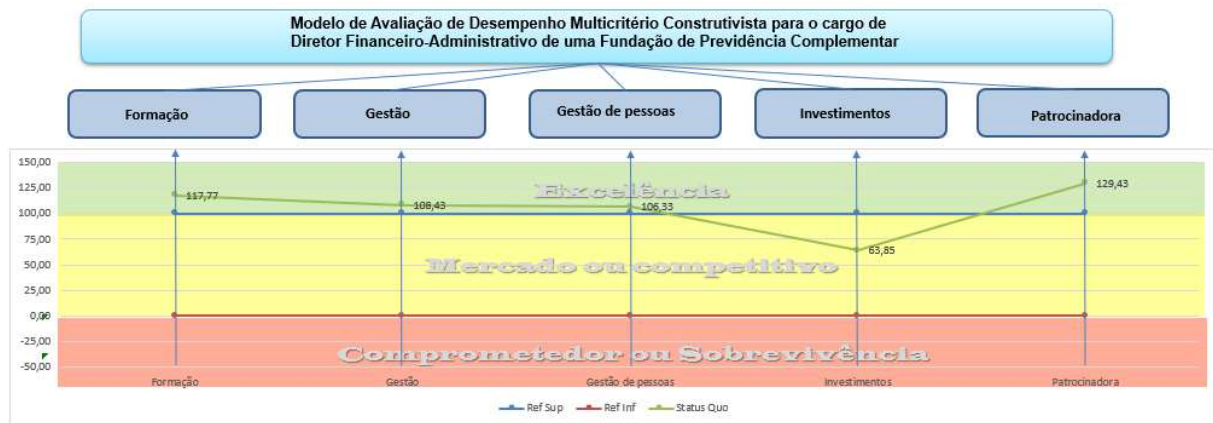 Modelo de Avaliação de Desempenho Multicritério Construtivista para o cargo de
Diretor Financeiro-Administrativo de uma Fundação de Previdência Complementar
Formação
Gestão
Gestão de pessoas
Investimentos
Patrocinadora
150,00
125,00
100,00
75,00
50,00
25,00
0,00
-25,00
-50,00
Excelência
117,77
108,43
106,33
63,85
129,43
Mercado ou competitivo
Comprometedor ou Sobrevivência
Formação
Gestão
Gestão de pessoas
Investimentos
Patrocinadora
Ref Sup
Ref Inf
Status Quo